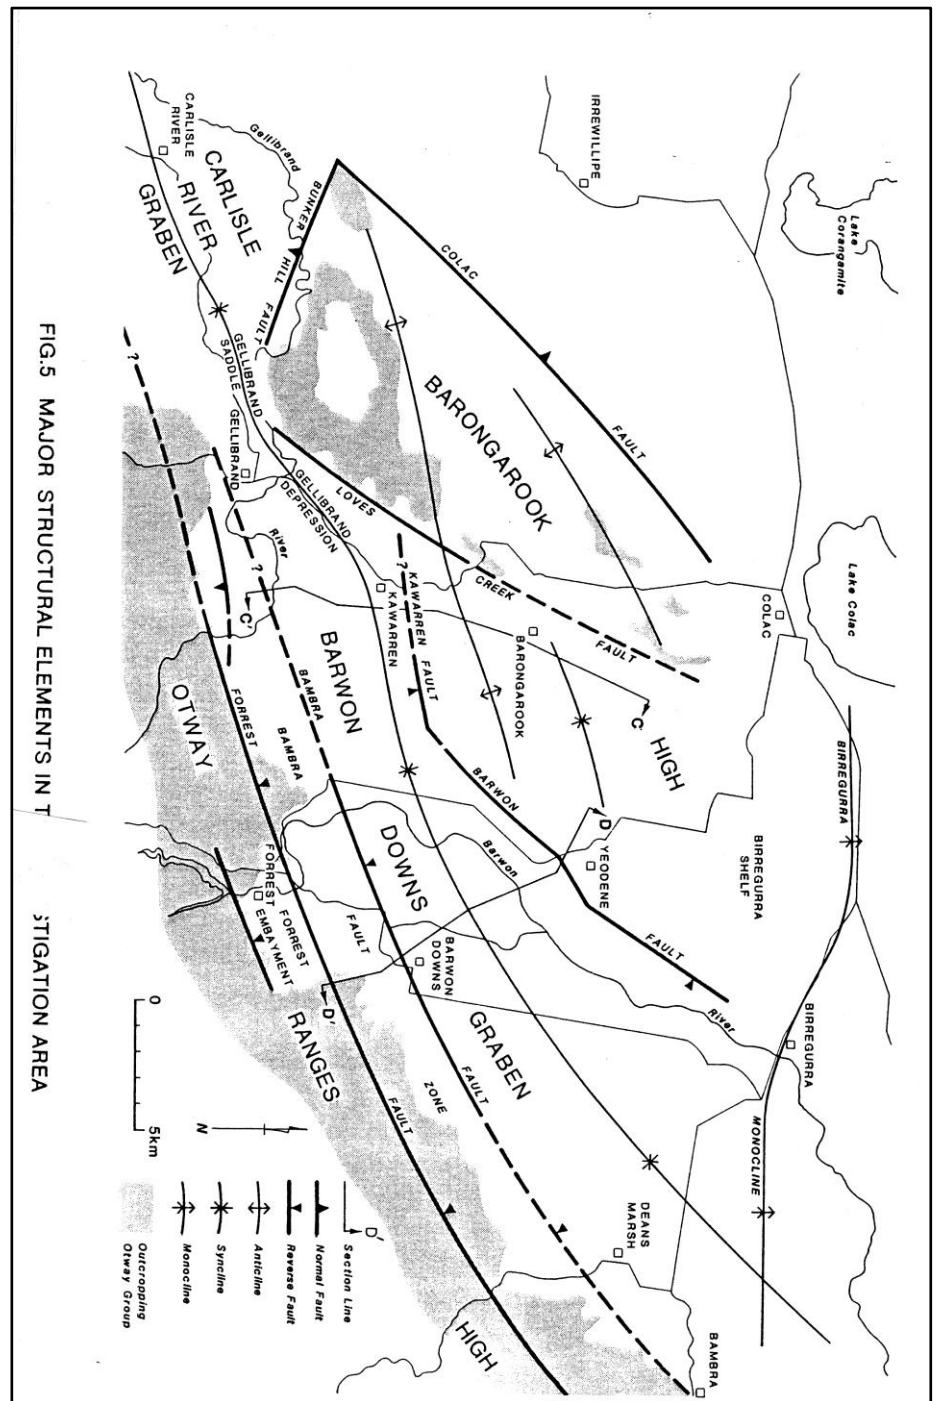 IRREWILLIPE
Lake
Corangamite
Lake Colac
COLAC
CARLISLE
RIVER
Gellibrand
CARLISLE
RIVER
GRABEN
BUNKER
HILL
FAULT
COLAC
FAULT
BARONGAROOK
HIGH
GELLIBRAND
SADDLE
GELLIBRAND
GELLIBRAND
DEPRESSION
LOVES
CREEK
FAULT
River
?
?
?
KAWARREN
FAULT
KAWARREN
BARONGAROOK
C
C'
D
D'
BARWON
DOWNS
GRABEN
BAMBRA
BAMBRA
FAULT
ZONE
FAULT
FORREST
FAULT
OTWAY
RANGES
HIGH
FORREST
FORREST
EMBAYMENT
BARWON
FAULT
Barwon
River
YEODENE
BARWON
DOWNS
BIRREGURRA
SHELF
BIRREGURRA
MONOCLINE
BIRREGURRA
DEANS
MARSH
BAMBRA
0
5km
N
D'
Section Line
Normal Fault
Reverse Fault
Anticline
Syncline
Monocline
Outcropping
Otway Group
FIG.5 MAJOR STRUCTURAL ELEMENTS IN T
STIGATION AREA